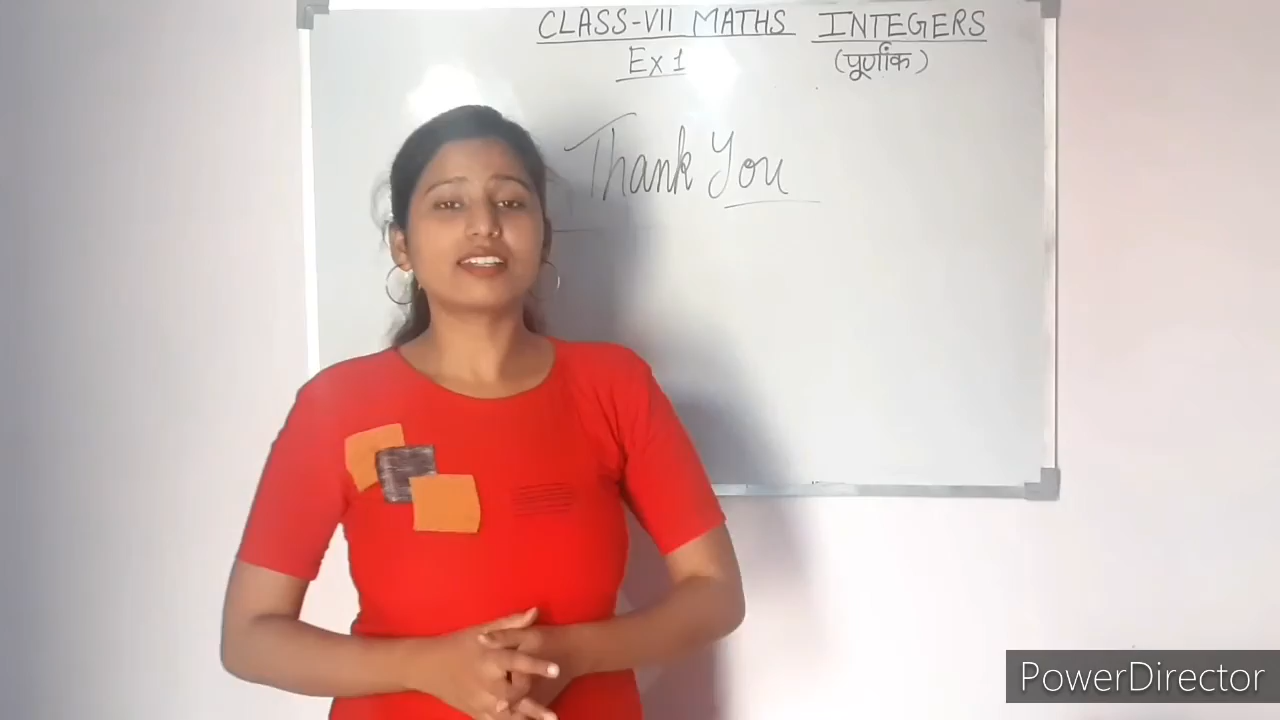 CLASS-VII MATHS INTEGERS
Ex 1 (पूर्णांक)
Thank You
PowerDirector